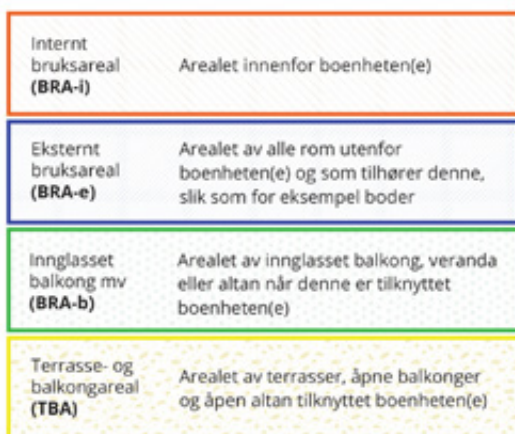 Internt
bruksareal
(BRA-i)
Arealet innenfor boenheten(e)
Eksternt
bruksareal
(BRA-e)
Arealet av alle rom utenfor
boenheten(e) og som tilhører denne,
slik som for eksempel boder
Innglasset
balkong mv
(BRA-b)
Arealet av innglasset balkong, veranda
eller altan når denne er tilknyttet
boenheten(e)
Terrasse- og
balkongareal
(TBA)
Arealet av terrasser, åpne balkonger
og åpen altan tilknyttet boenheten(e)